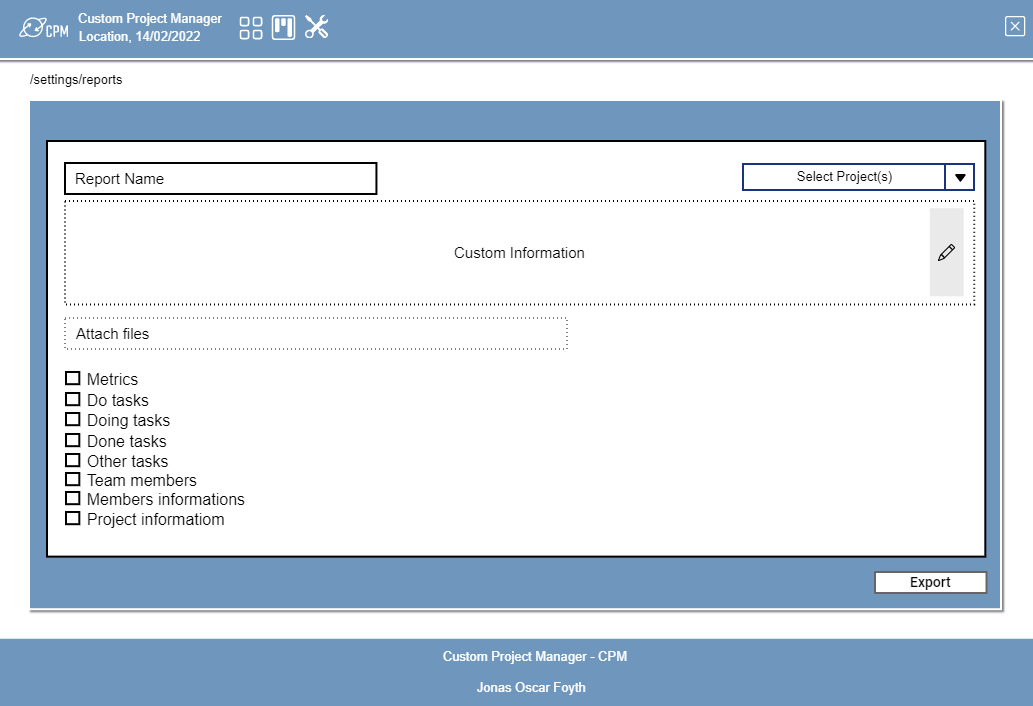 CPM
Custom Project Manager
Location, 14/02/2022
/settings/reports
Report Name
Select Project(s)
Custom Information
Attach files
Metrics
Do tasks
Doing tasks
Done tasks
Other tasks
Team members
Members informations
Project informatiom
Export
Custom Project Manager - CPM
Jonas Oscar Foyth